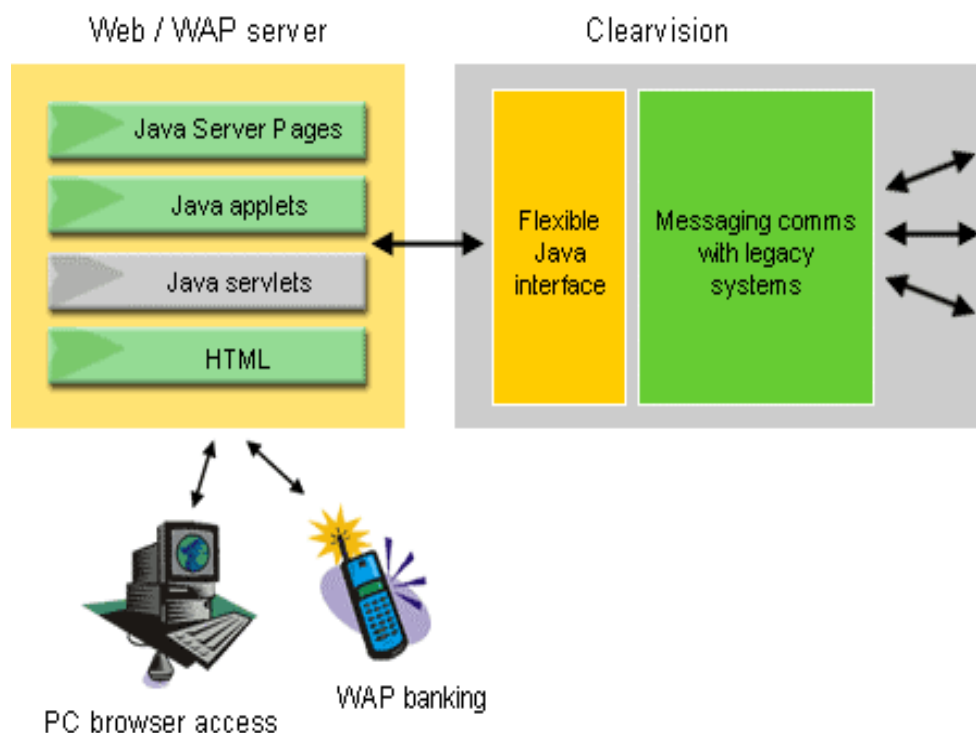 Web / WAP server
Clearvision
Java Server Pages
Java applets
Java servlets
HTML
Flexible
Java
interface
Messaging comms
with legacy
systems
PC browser access
WAP banking